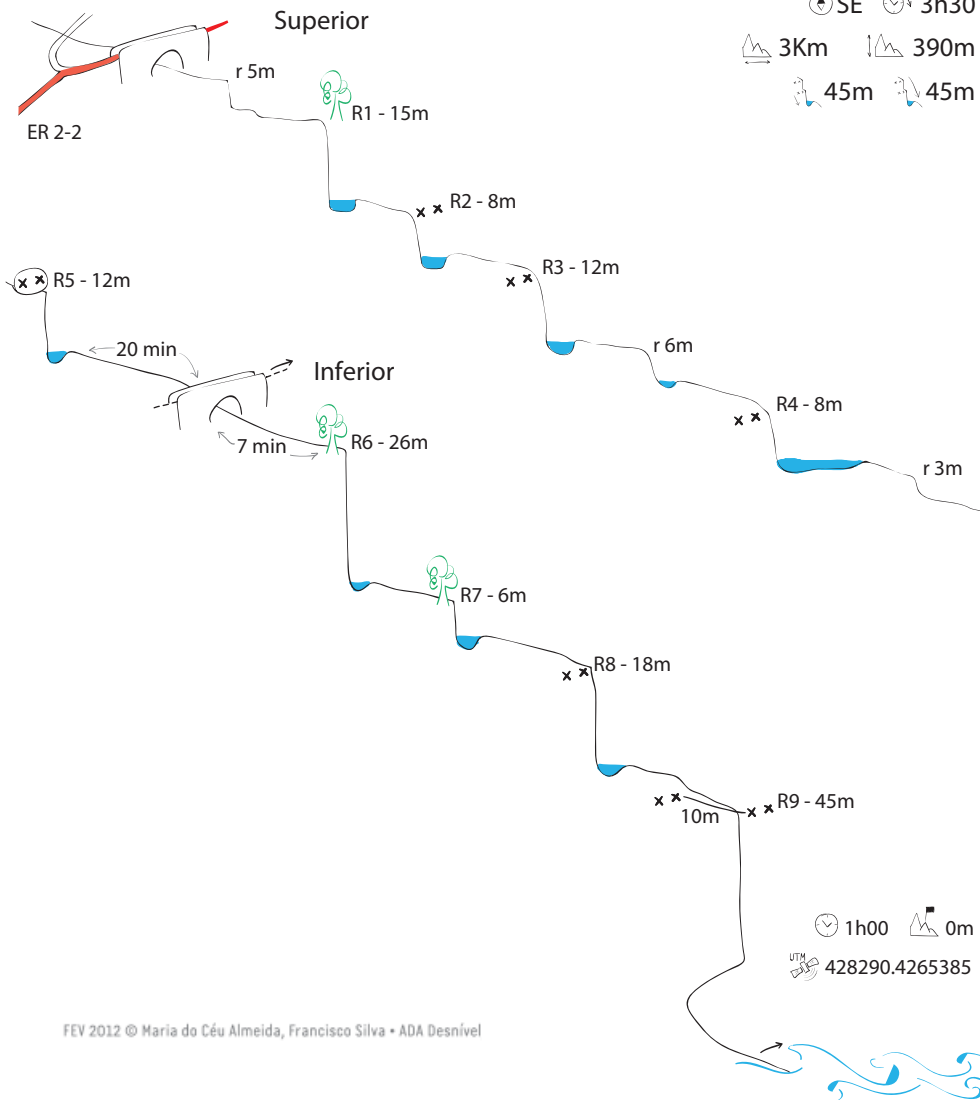 Superior
SE 3h30
3Km 390m
45m 45m
ER 2-2
r 5m
R1 - 15m
R2 - 8m
R3 - 12m
r 6m
R4 - 8m
r 3m
R5 - 12m
20 min
Inferior
7 min
R6 - 26m
R7 - 6m
R8 - 18m
10m
R9 - 45m
1h00 0m
UTM
428290.4265385
FEV 2012 © Maria do Céu Almeida, Francisco Silva • ADA Desnível